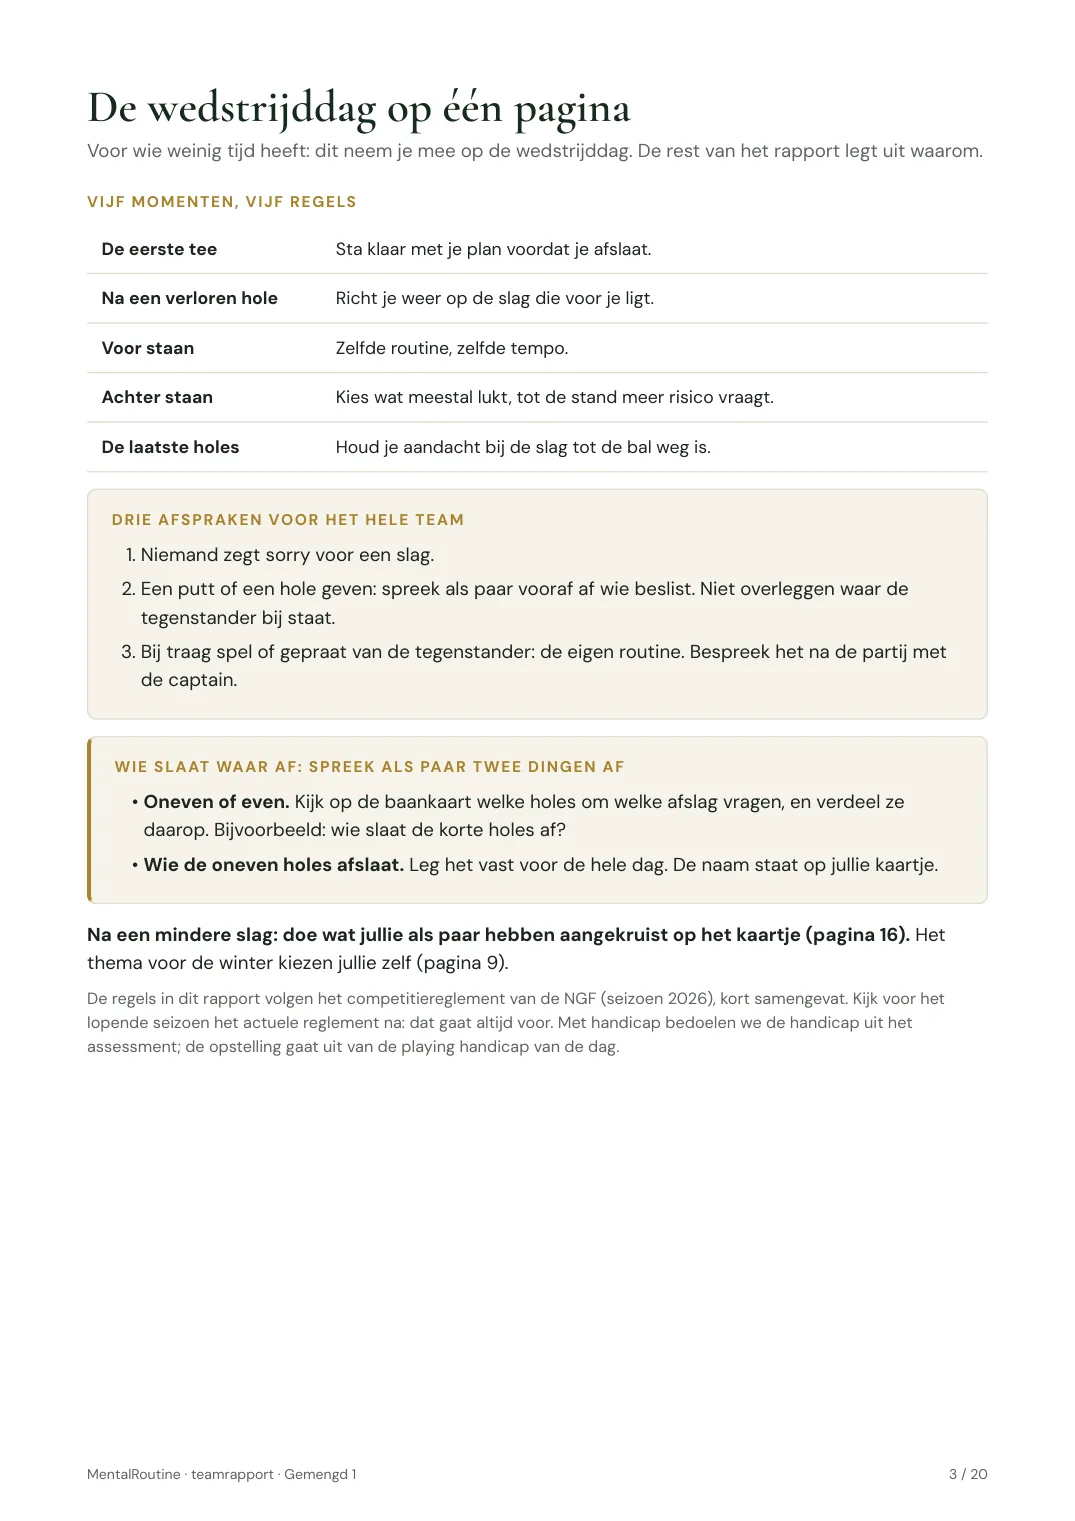 De wedstrijddag op één pagina
Voor wie weinig tijd heeft: dit neem je mee op de wedstrijddag. De rest van het rapport legt uit waarom.
VIJF MOMENTEN, VIJF REGELS
De eerste tee Sta klaar met je plan voordat je afslaat.
Na een verloren hole Richt je weer op de slag die voor je ligt.
Voor staan Zelfde routine, zelfde tempo.
Achter staan Kies wat meestal lukt, tot de stand meer risico vraagt.
De laatste holes Houd je aandacht bij de slag tot de bal weg is.
DRIE AFSPRAKEN VOOR HET HELE TEAM
1. Niemand zegt sorry voor een slag.
2. Een putt of een hole geven: spreek als paar vooraf af wie beslist. Niet overleggen waar de
tegenstander bij staat.
3. Bij traag spel of gepraat van de tegenstander: de eigen routine. Bespreek het na de partij met
de captain.
WIE SLAAT WAAR AF: SPREEK ALS PAAR TWEE DINGEN AF
• Oneven of even. Kijk op de baankaart welke holes om welke afslag vragen, en verdeel ze
daarop. Bijvoorbeeld: wie slaat de korte holes af?
• Wie de oneven holes afslaat. Leg het vast voor de hele dag. De naam staat op jullie kaartje.
Na een mindere slag: doe wat jullie als paar hebben aangekruist op het kaartje (pagina 16). Het
thema voor de winter kiezen jullie zelf (pagina 9).
De regels in dit rapport volgen het competitiereglement van de NGF (seizoen 2026), kort samengevat. Kijk voor het
lopende seizoen het actuele reglement na: dat gaat altijd voor. Met handicap bedoelen we de handicap uit het
assessment; de opstelling gaat uit van de playing handicap van de dag.
MentalRoutine · teamrapport · Gemengd 1 3 / 20